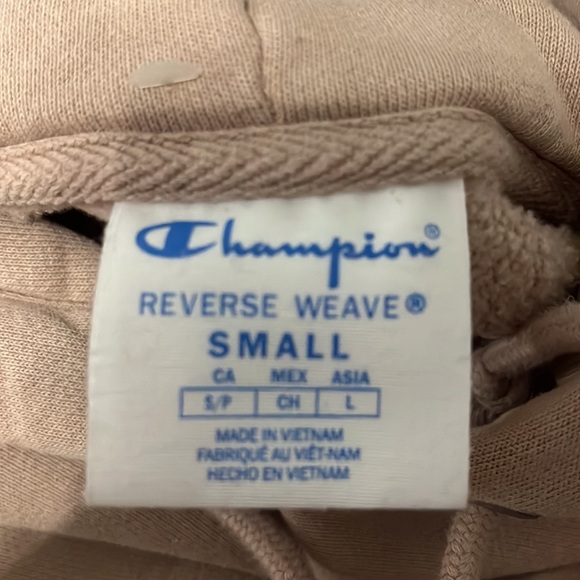 Champion®
REVERSE WEAVE®
SMALL
CA MEX ASIA
S/P CH L
MADE IN VIETNAM
FABRIQUÉ AU VIÊT-NAM
HECHO EN VIETNAM